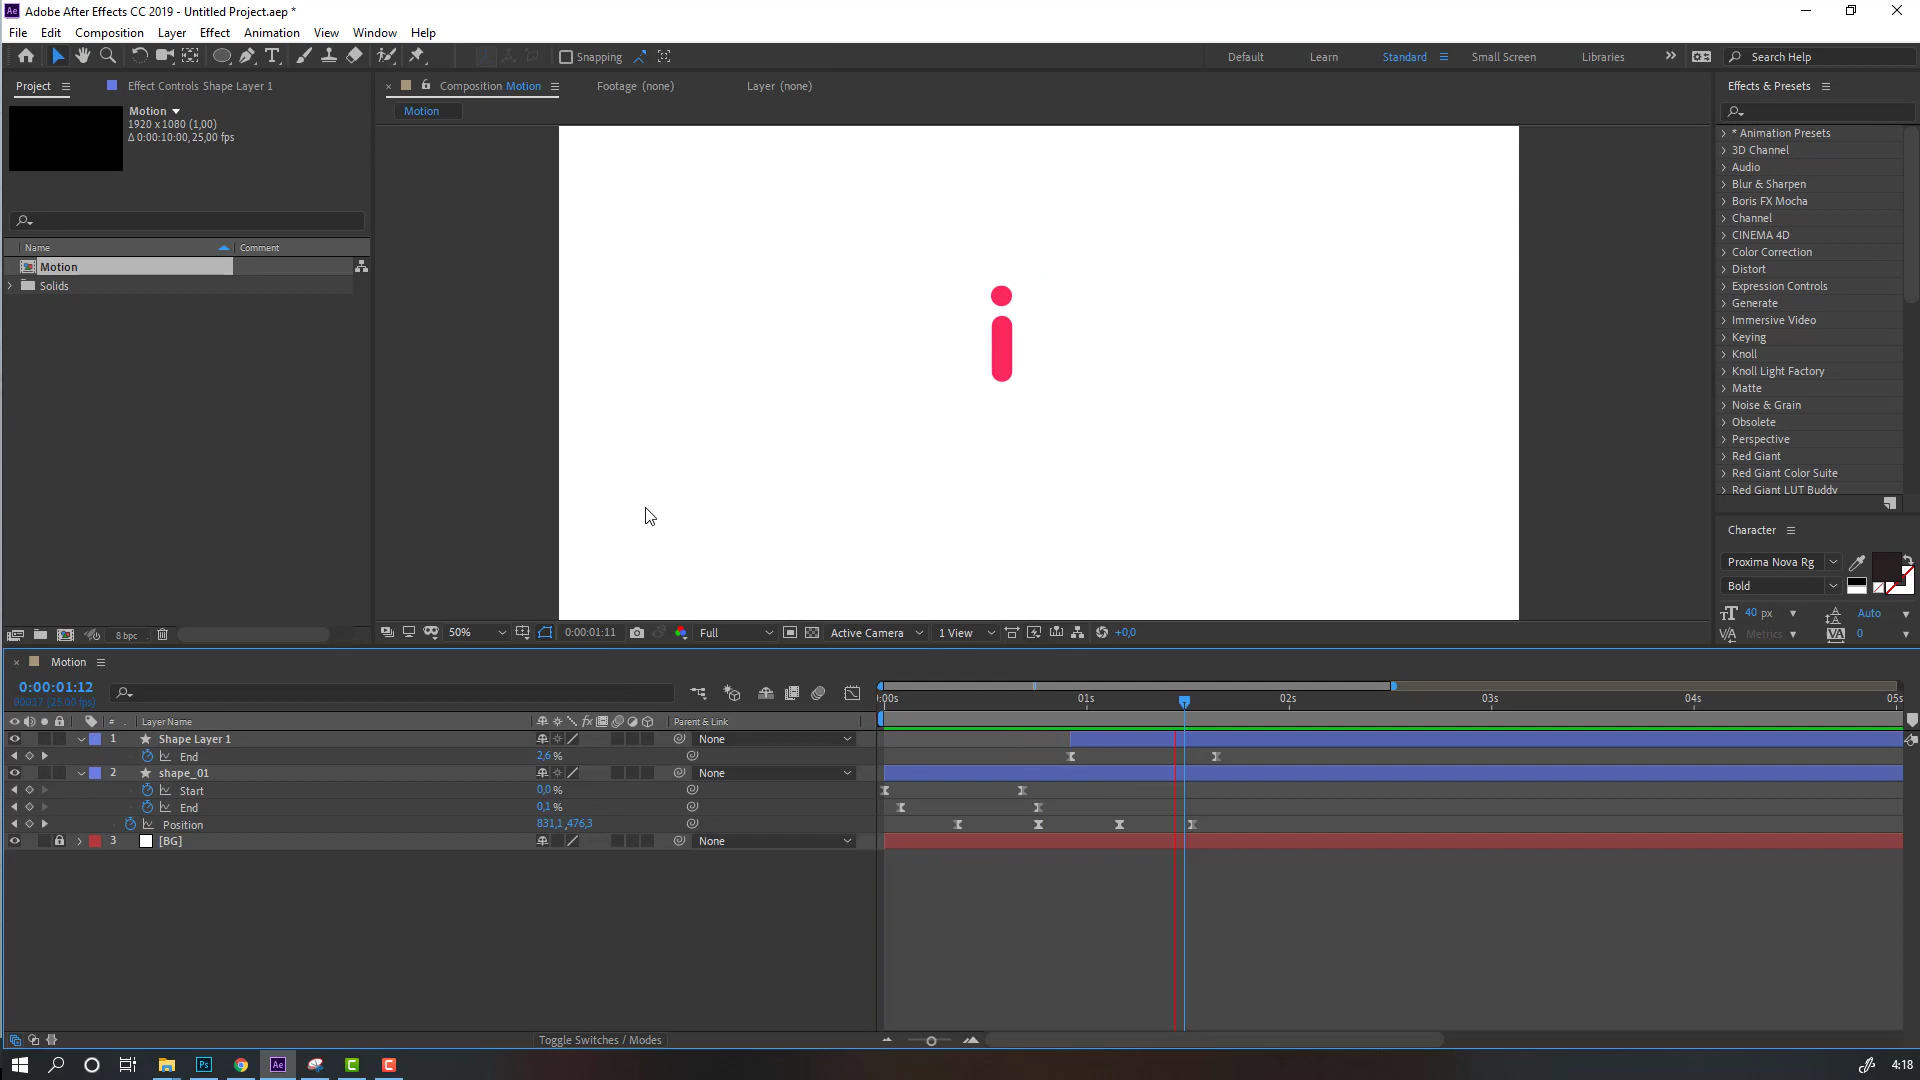 Adobe After Effects CC 2019 - Untitled Project.aep *
File Edit Composition Layer Effect Animation View Window Help
Snapping Default Learn Standard Small Screen Libraries Search Help
Project Effect Controls Shape Layer 1 Composition Motion Footage (none) Layer (none) Effects & Presets
Motion
1920 x 1080 (1,00)
Δ 0:00:10:00, 25,00 fps
Motion
* Animation Presets
3D Channel
Audio
Blur & Sharpen
Boris FX Mocha
Channel
CINEMA 4D
Color Correction
Distort
Expression Controls
Generate
Immersive Video
Keying
Knoll
Knoll Light Factory
Matte
Noise & Grain
Obsolete
Perspective
Red Giant
Red Giant Color Suite
Red Giant LUT Buddy
Name Comment
Motion
Solids
i
Character
Proxima Nova Rg
Bold
40 px Auto
Metrics 0
8 bpc 50% 0:00:01:11 Full Active Camera 1 View +0,0
Motion
0:00:01:12
00037 (25.00 fps)
:00s 01s 02s 03s 04s 05s
# . Layer Name Parent & Link
1 Shape Layer 1 None
End 2,6 %
2 shape_01 None
Start 0,0 %
End 0,1 %
Position 831,1,476,3
3 [BG] None
Toggle Switches / Modes
Ps Ae C C 4:18